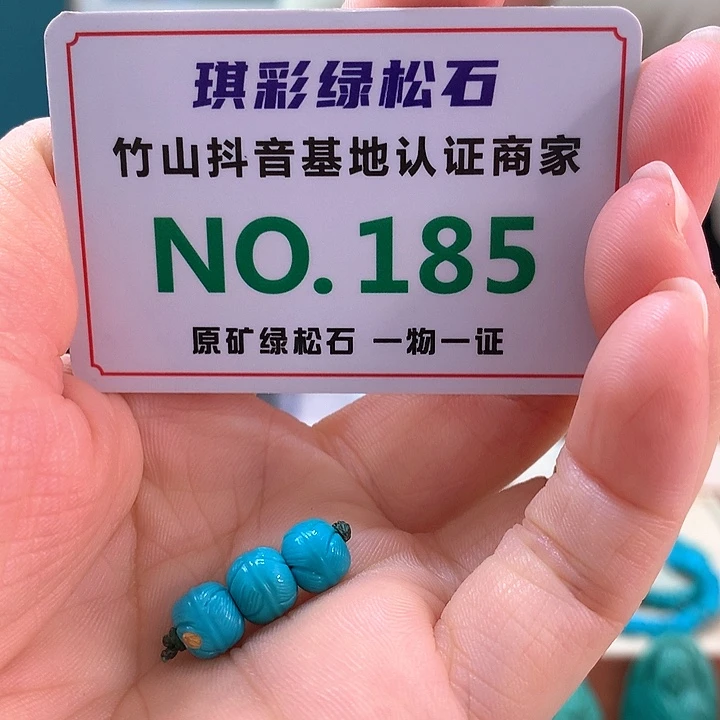 琪彩绿松石
竹山抖音基地认证商家
NO.185
原矿绿松石 一物一证